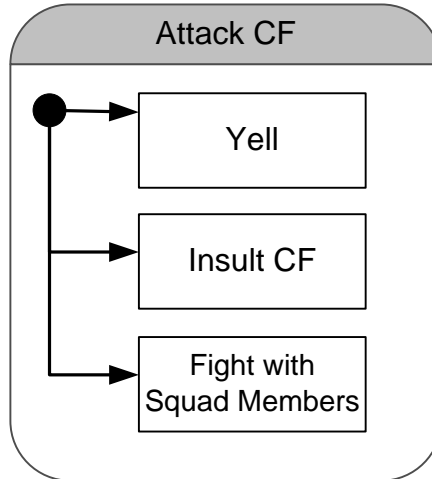 Attack CF
Yell
Insult CF
Fight with
Squad Members